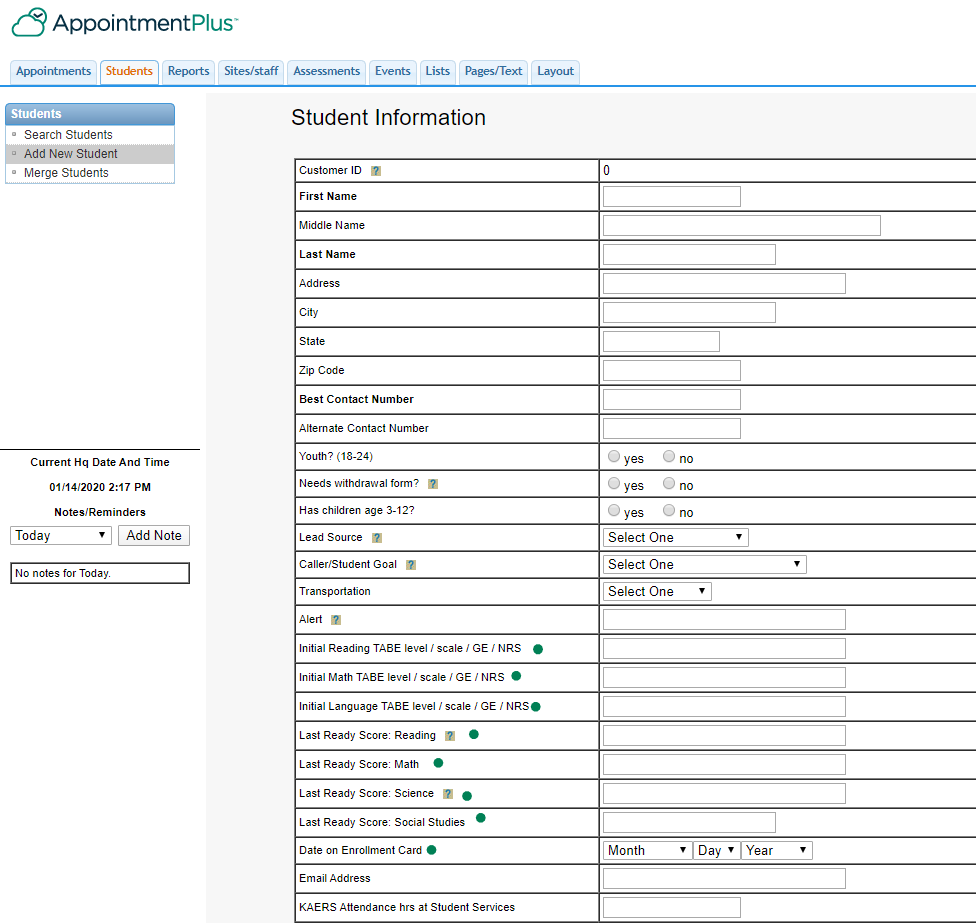 AppointmentPlus™
Appointments Students Reports Sites/staff Assessments Events Lists Pages/Text Layout
Students
Search Students
Add New Student
Merge Students
Current Hq Date And Time
01/14/2020 2:17 PM
Notes/Reminders
Today Add Note
No notes for Today.
Student Information
Customer ID ? 0
First Name
Middle Name
Last Name
Address
City
State
Zip Code
Best Contact Number
Alternate Contact Number
Youth? (18-24) yes no
Needs withdrawal form? ? yes no
Has children age 3-12? yes no
Lead Source ? Select One
Caller/Student Goal ? Select One
Transportation Select One
Alert ?
Initial Reading TABE level / scale / GE / NRS
Initial Math TABE level / scale / GE / NRS
Initial Language TABE level / scale / GE / NRS
Last Ready Score: Reading ?
Last Ready Score: Math
Last Ready Score: Science ?
Last Ready Score: Social Studies
Date on Enrollment Card Month Day Year
Email Address
KAERS Attendance hrs at Student Services